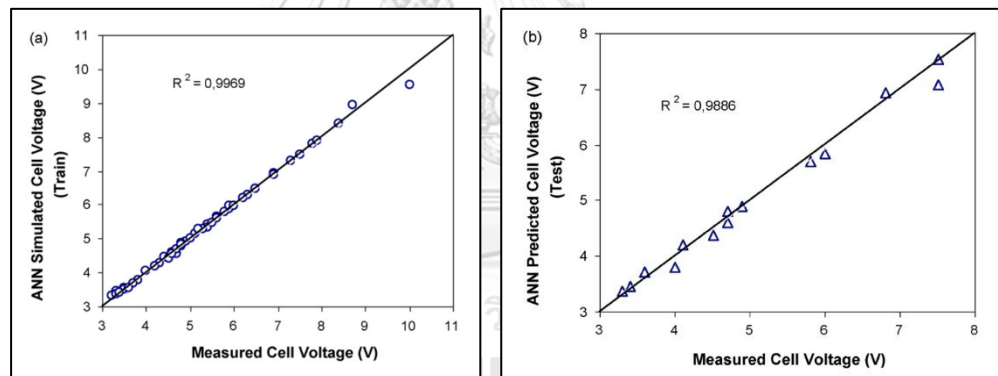 (a)
R² = 0,9969
ANN Simulated Cell Voltage (V)
(Train)
11
10
9
8
7
6
5
4
3
3 4 5 6 7 8 9 10 11
Measured Cell Voltage (V)
(b)
R² = 0,9886
ANN Predicted Cell Voltage (V)
(Test)
8
7
6
5
4
3
3 4 5 6 7 8
Measured Cell Voltage (V)